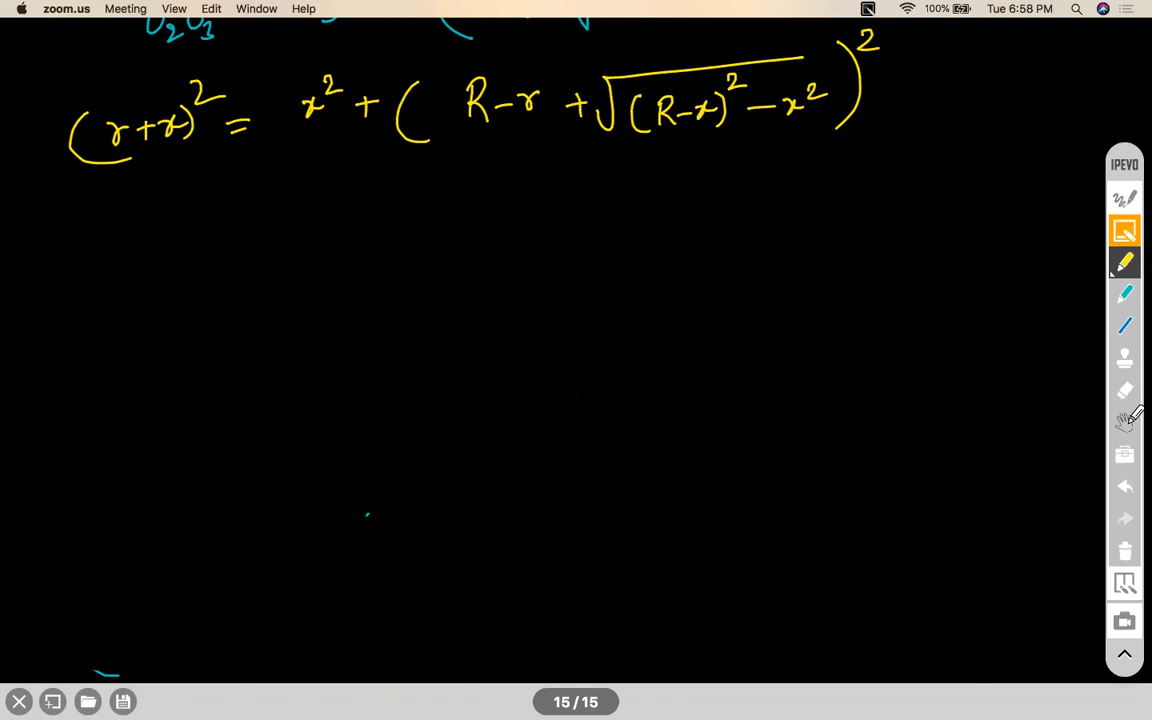 zoom.us Meeting View Edit Window Help 100% Tue 6:58 PM
O₂O₃
(r+x)² = x² + ( R-r + √(R-x)² - x² )²
IPEVO
15 / 15